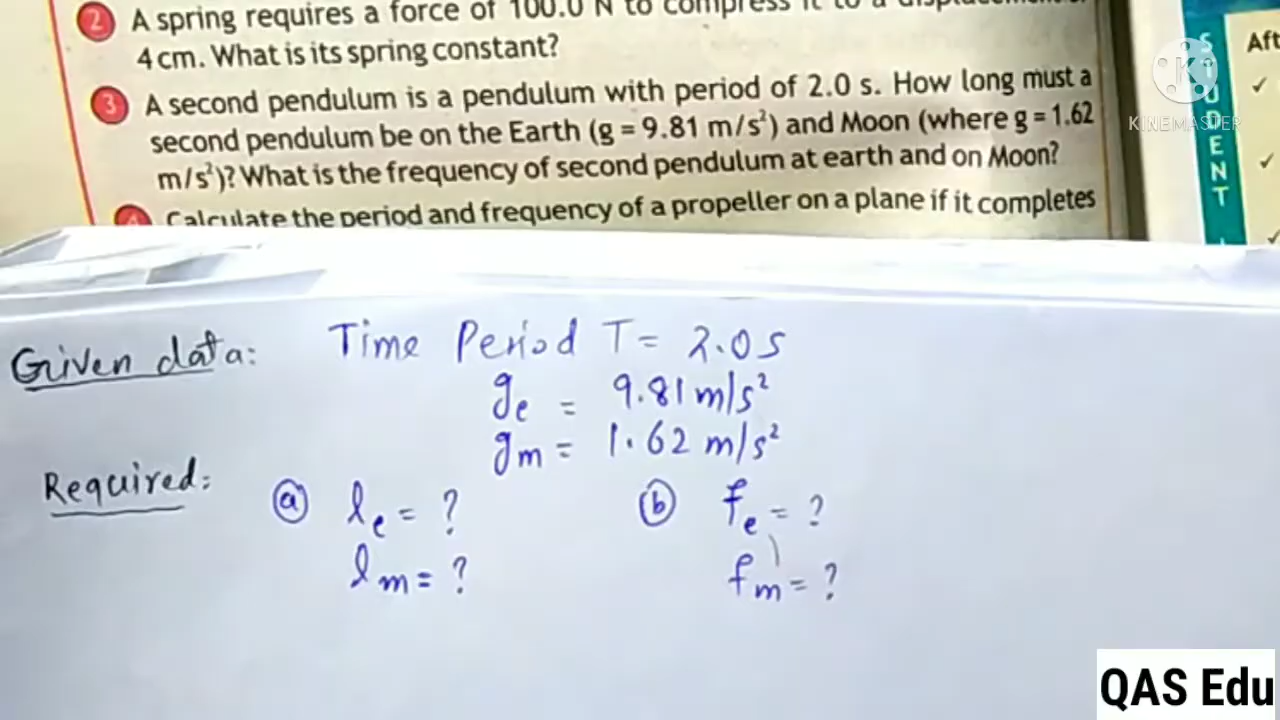 2 A spring requires a force of 100.0 N to compress it to a
4 cm. What is its spring constant?
3 A second pendulum is a pendulum with period of 2.0 s. How long must a
second pendulum be on the Earth (g = 9.81 m/s²) and Moon (where g = 1.62
m/s²)? What is the frequency of second pendulum at earth and on Moon?
4 Calculate the period and frequency of a propeller on a plane if it completes
STUDENT
Aft
✓
✓
KINEMASTER
Ki
Given data: Time Period T = 2.0 s
gₑ = 9.81 m/s²
gₘ = 1.62 m/s²
Required: (a) lₑ = ? (b) fₑ = ?
lₘ = ? fₘ = ?
QAS Edu